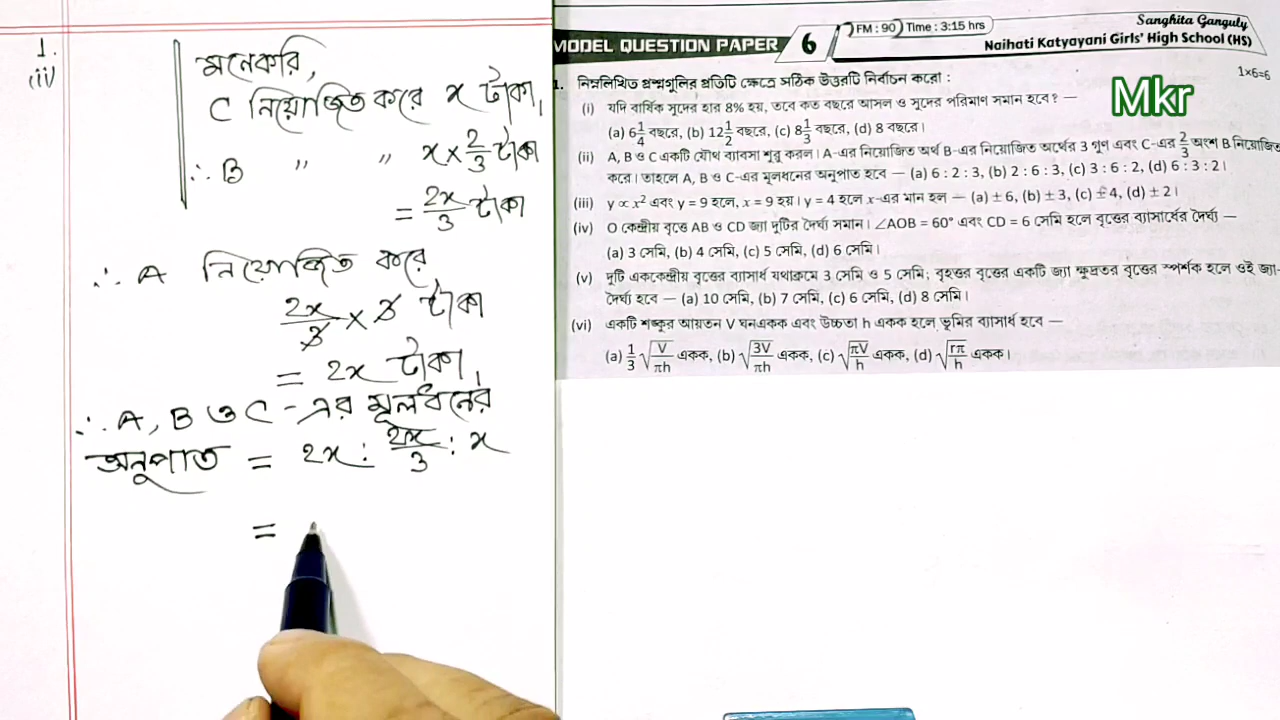 1.
(ii)
মনেকরি,
C নিয়োজিত করে x টাকা,
∴ B " " x × 2/3 টাকা
= 2x/3 টাকা
∴ A নিয়োজিত করে
2x/3 × 3 টাকা
= 2x টাকা,
∴ A, B ও C - এর মূলধনের
অনুপাত = 2x : 2x/3 : x
=
MODEL QUESTION PAPER 6
FM : 90 Time : 3:15 hrs
Sanghita Ganguly
Naihati Katyayani Girls' High School (HS)
Mkr
1. নিম্নলিখিত প্রশ্নগুলির প্রতিটি ক্ষেত্রে সঠিক উত্তরটি নির্বাচন করো : 1×6=6
(i) যদি বার্ষিক সুদের হার 8% হয়, তবে কত বছরে আসল ও সুদের পরিমাণ সমান হবে? —
(a) 6 1/4 বছরে, (b) 12 1/2 বছরে, (c) 8 1/3 বছরে, (d) 8 বছরে।
(ii) A, B ও C একটি যৌথ ব্যাবসা শুরু করল। A-এর নিয়োজিত অর্থ B-এর নিয়োজিত অর্থের 3 গুণ এবং C-এর 2/3 অংশ B নিয়োজিত
করে। তাহলে A, B ও C-এর মূলধনের অনুপাত হবে — (a) 6 : 2 : 3, (b) 2 : 6 : 3, (c) 3 : 6 : 2, (d) 6 : 3 : 2।
(iii) y ∝ x² এবং y = 9 হলে, x = 9 হয়। y = 4 হলে x-এর মান হল — (a) ± 6, (b) ± 3, (c) ± 4, (d) ± 2।
(iv) O কেন্দ্রীয় বৃত্তে AB ও CD জ্যা দুটির দৈর্ঘ্য সমান। ∠AOB = 60° এবং CD = 6 সেমি হলে বৃত্তের ব্যাসার্ধের দৈর্ঘ্য —
(a) 3 সেমি, (b) 4 সেমি, (c) 5 সেমি, (d) 6 সেমি।
(v) দুটি এককেন্দ্রীয় বৃত্তের ব্যাসার্ধ যথাক্রমে 3 সেমি ও 5 সেমি; বৃহত্তর বৃত্তের একটি জ্যা ক্ষুদ্রতর বৃত্তের স্পর্শক হলে ওই জ্যা-
দৈর্ঘ্য হবে — (a) 10 সেমি, (b) 7 সেমি, (c) 6 সেমি, (d) 8 সেমি।
(vi) একটি শঙ্কুর আয়তন V ঘনএকক এবং উচ্চতা h একক হলে ভূমির ব্যাসার্ধ হবে —
(a) 1/3 √(V/πh) একক, (b) √(3V/πh) একক, (c) √(πV/h) একক, (d) √(rπ/h) একক।